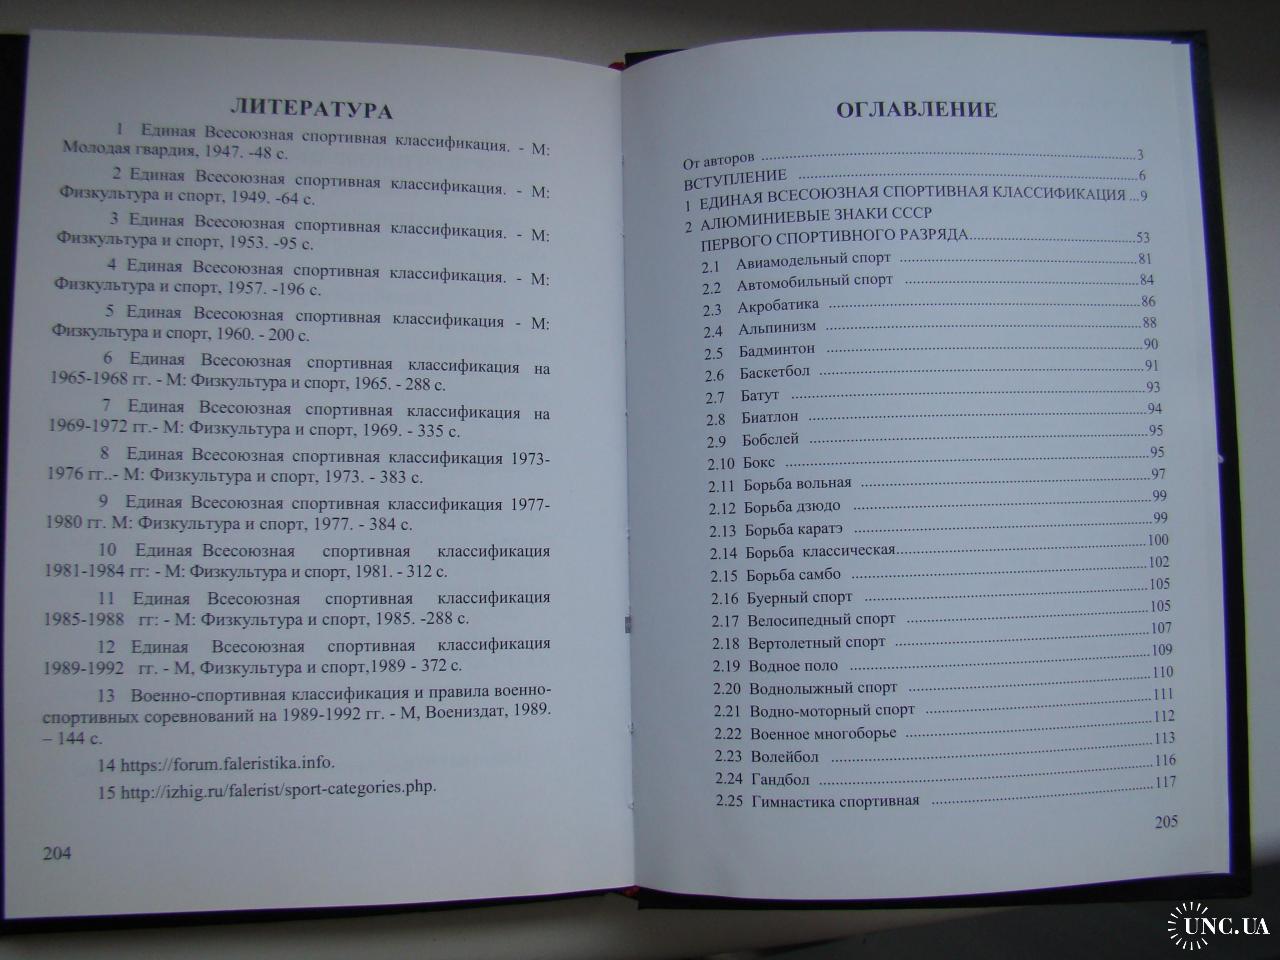 ЛИТЕРАТУРА
1 Единая Всесоюзная спортивная классификация. - М:
Молодая гвардия, 1947. -48 с.
2 Единая Всесоюзная спортивная классификация. - М:
Физкультура и спорт, 1949. -64 с.
3 Единая Всесоюзная спортивная классификация. - М:
Физкультура и спорт, 1953. -95 с.
4 Единая Всесоюзная спортивная классификация. - М:
Физкультура и спорт, 1957. -196 с.
5 Единая Всесоюзная спортивная классификация - М:
Физкультура и спорт, 1960. - 200 с.
6 Единая Всесоюзная спортивная классификация на
1965-1968 гг. - М: Физкультура и спорт, 1965. - 288 с.
7 Единая Всесоюзная спортивная классификация на
1969-1972 гг.- М: Физкультура и спорт, 1969. - 335 с.
8 Единая Всесоюзная спортивная классификация 1973-
1976 гг..- М: Физкультура и спорт, 1973. - 383 с.
9 Единая Всесоюзная спортивная классификация 1977-
1980 гг. М: Физкультура и спорт, 1977. - 384 с.
10 Единая Всесоюзная спортивная классификация
1981-1984 гг: - М: Физкультура и спорт, 1981. - 312 с.
11 Единая Всесоюзная спортивная классификация
1985-1988 гг: - М: Физкультура и спорт, 1985. -288 с.
12 Единая Всесоюзная спортивная классификация
1989-1992 гг. - М, Физкультура и спорт,1989 - 372 с.
13 Военно-спортивная классификация и правила военно-
спортивных соревнований на 1989-1992 гг. - М, Воениздат, 1989.
– 144 с.
14 https://forum.faleristika.info.
15 http://izhig.ru/falerist/sport-categories.php.
204
ОГЛАВЛЕНИЕ
От авторов ...3
ВСТУПЛЕНИЕ ...6
1 ЕДИНАЯ ВСЕСОЮЗНАЯ СПОРТИВНАЯ КЛАССИФИКАЦИЯ ...9
2 АЛЮМИНИЕВЫЕ ЗНАКИ СССР
ПЕРВОГО СПОРТИВНОГО РАЗРЯДА...53
2.1 Авиамодельный спорт ...81
2.2 Автомобильный спорт ...84
2.3 Акробатика ...86
2.4 Альпинизм ...88
2.5 Бадминтон ...90
2.6 Баскетбол ...91
2.7 Батут ...93
2.8 Биатлон ...94
2.9 Бобслей ...95
2.10 Бокс ...95
2.11 Борьба вольная ...97
2.12 Борьба дзюдо ...99
2.13 Борьба каратэ ...99
2.14 Борьба классическая...100
2.15 Борьба самбо ...102
2.16 Буерный спорт ...105
2.17 Велосипедный спорт ...105
2.18 Вертолетный спорт ...107
2.19 Водное поло ...109
2.20 Воднолыжный спорт ...110
2.21 Водно-моторный спорт ...111
2.22 Военное многоборье ...112
2.23 Волейбол ...113
2.24 Гандбол ...116
2.25 Гимнастика спортивная ...117
205
UNC.UA